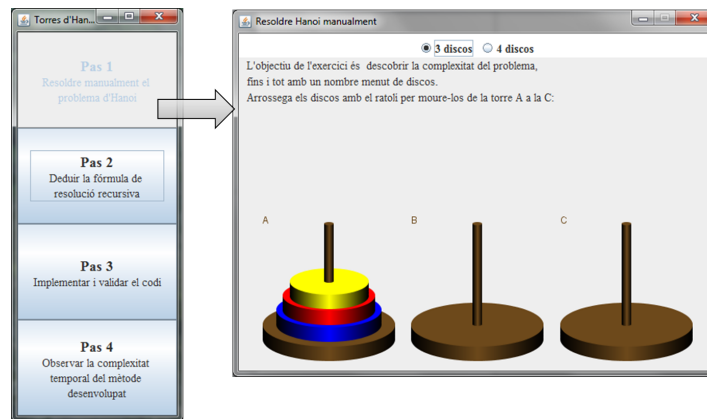 Torres d'Han...
Pas 1
Resoldre manualment el
problema d'Hanoi
Pas 2
Deduir la fórmula de
resolució recursiva
Pas 3
Implementar i validar el codi
Pas 4
Observar la complexitat
temporal del mètode
desenvolupat
Resoldre Hanoi manualment
3 discos 4 discos
L'objectiu de l'exercici és descobrir la complexitat del problema,
fins i tot amb un nombre menut de discos.
Arrossega els discos amb el ratolí per moure-los de la torre A a la C:
A B C